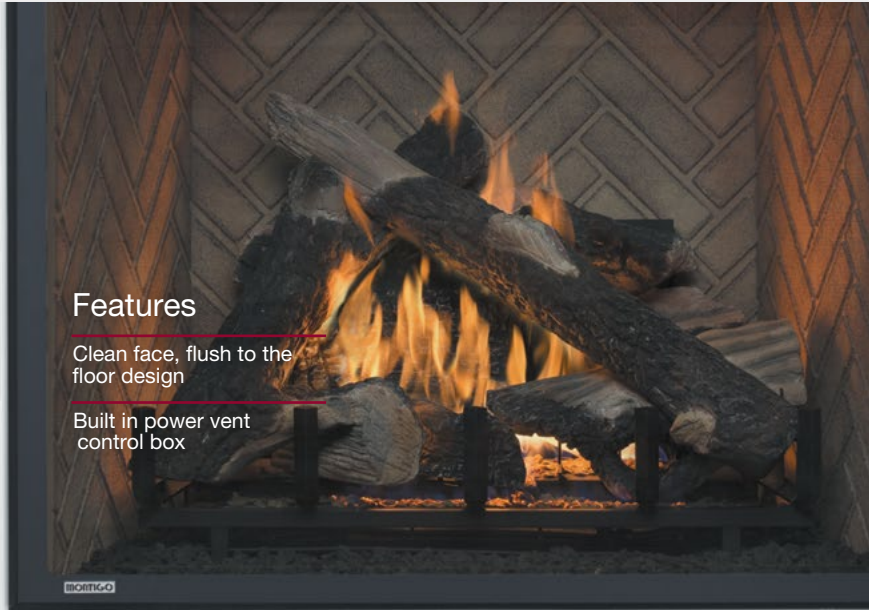 Features
Clean face, flush to the
floor design
Built in power vent
control box
MONTIGO